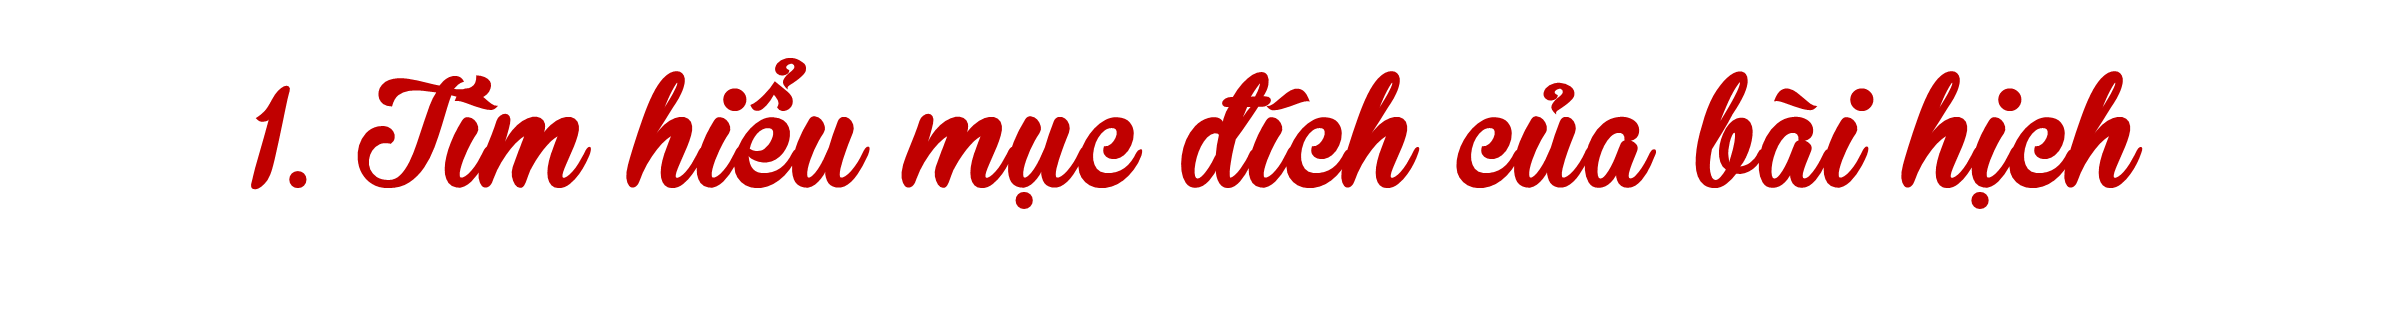 1. Tìm hiểu mục đích của bài hịch